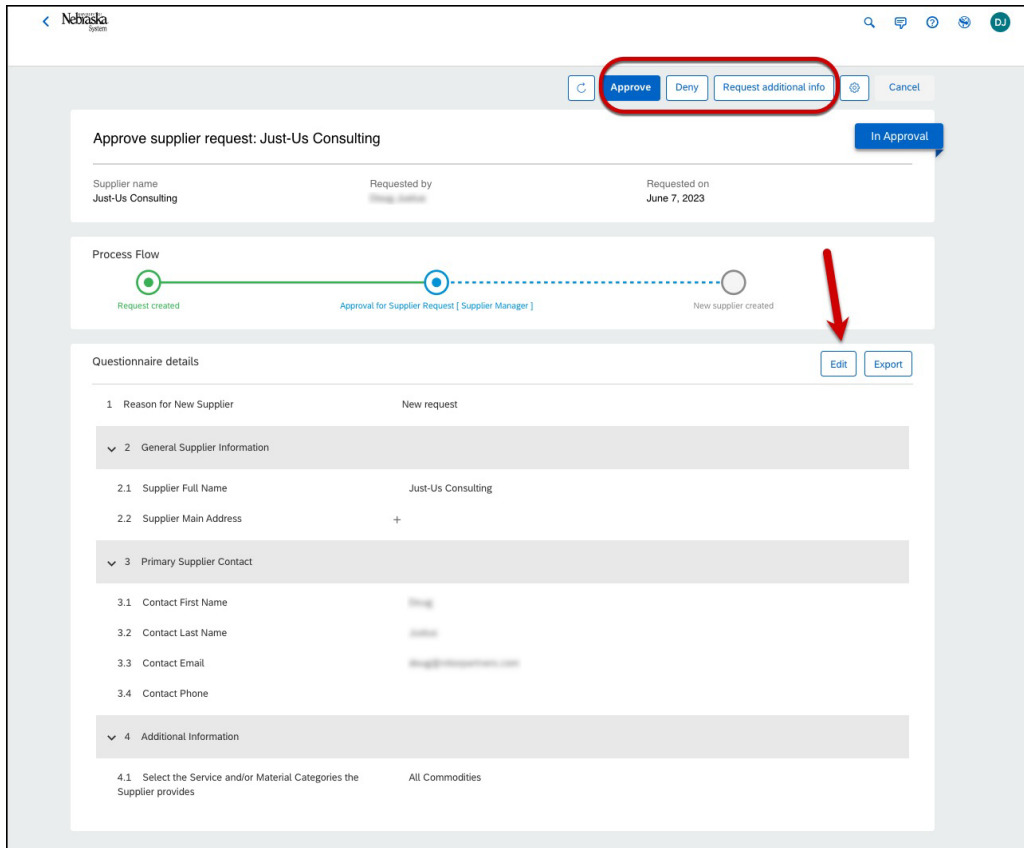 Nebraska
System
DJ
Approve Deny Request additional info Cancel
Approve supplier request: Just-Us Consulting
In Approval
Supplier name Requested by Requested on
Just-Us Consulting June 7, 2023
Process Flow
Request created Approval for Supplier Request [ Supplier Manager ] New supplier created
Questionnaire details Edit Export
1 Reason for New Supplier New request
2 General Supplier Information
2.1 Supplier Full Name Just-Us Consulting
2.2 Supplier Main Address +
3 Primary Supplier Contact
3.1 Contact First Name
3.2 Contact Last Name
3.3 Contact Email
3.4 Contact Phone
4 Additional Information
4.1 Select the Service and/or Material Categories the All Commodities
Supplier provides